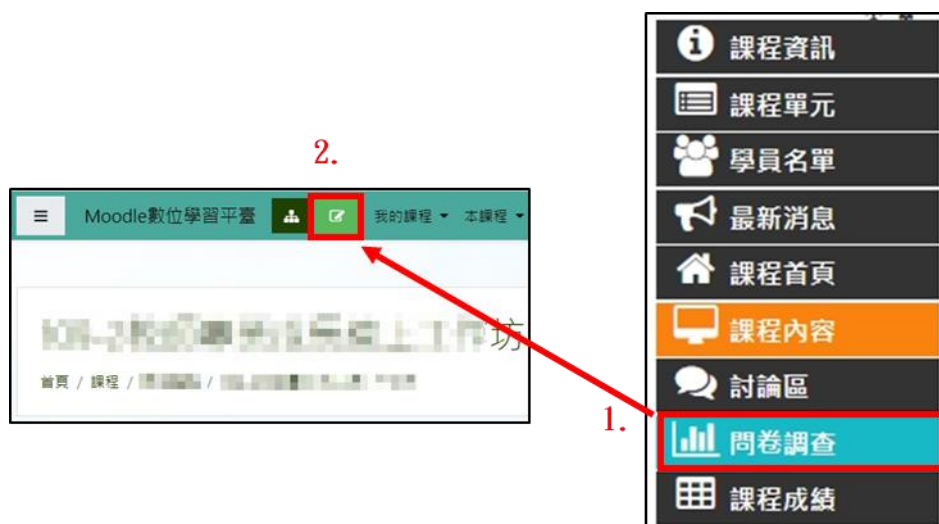 2.
Moodle數位學習平臺 我的課程 本課程
坊
首頁 / 課程 / /
1.
課程資訊
課程單元
學員名單
最新消息
課程首頁
課程內容
討論區
問卷調查
課程成績